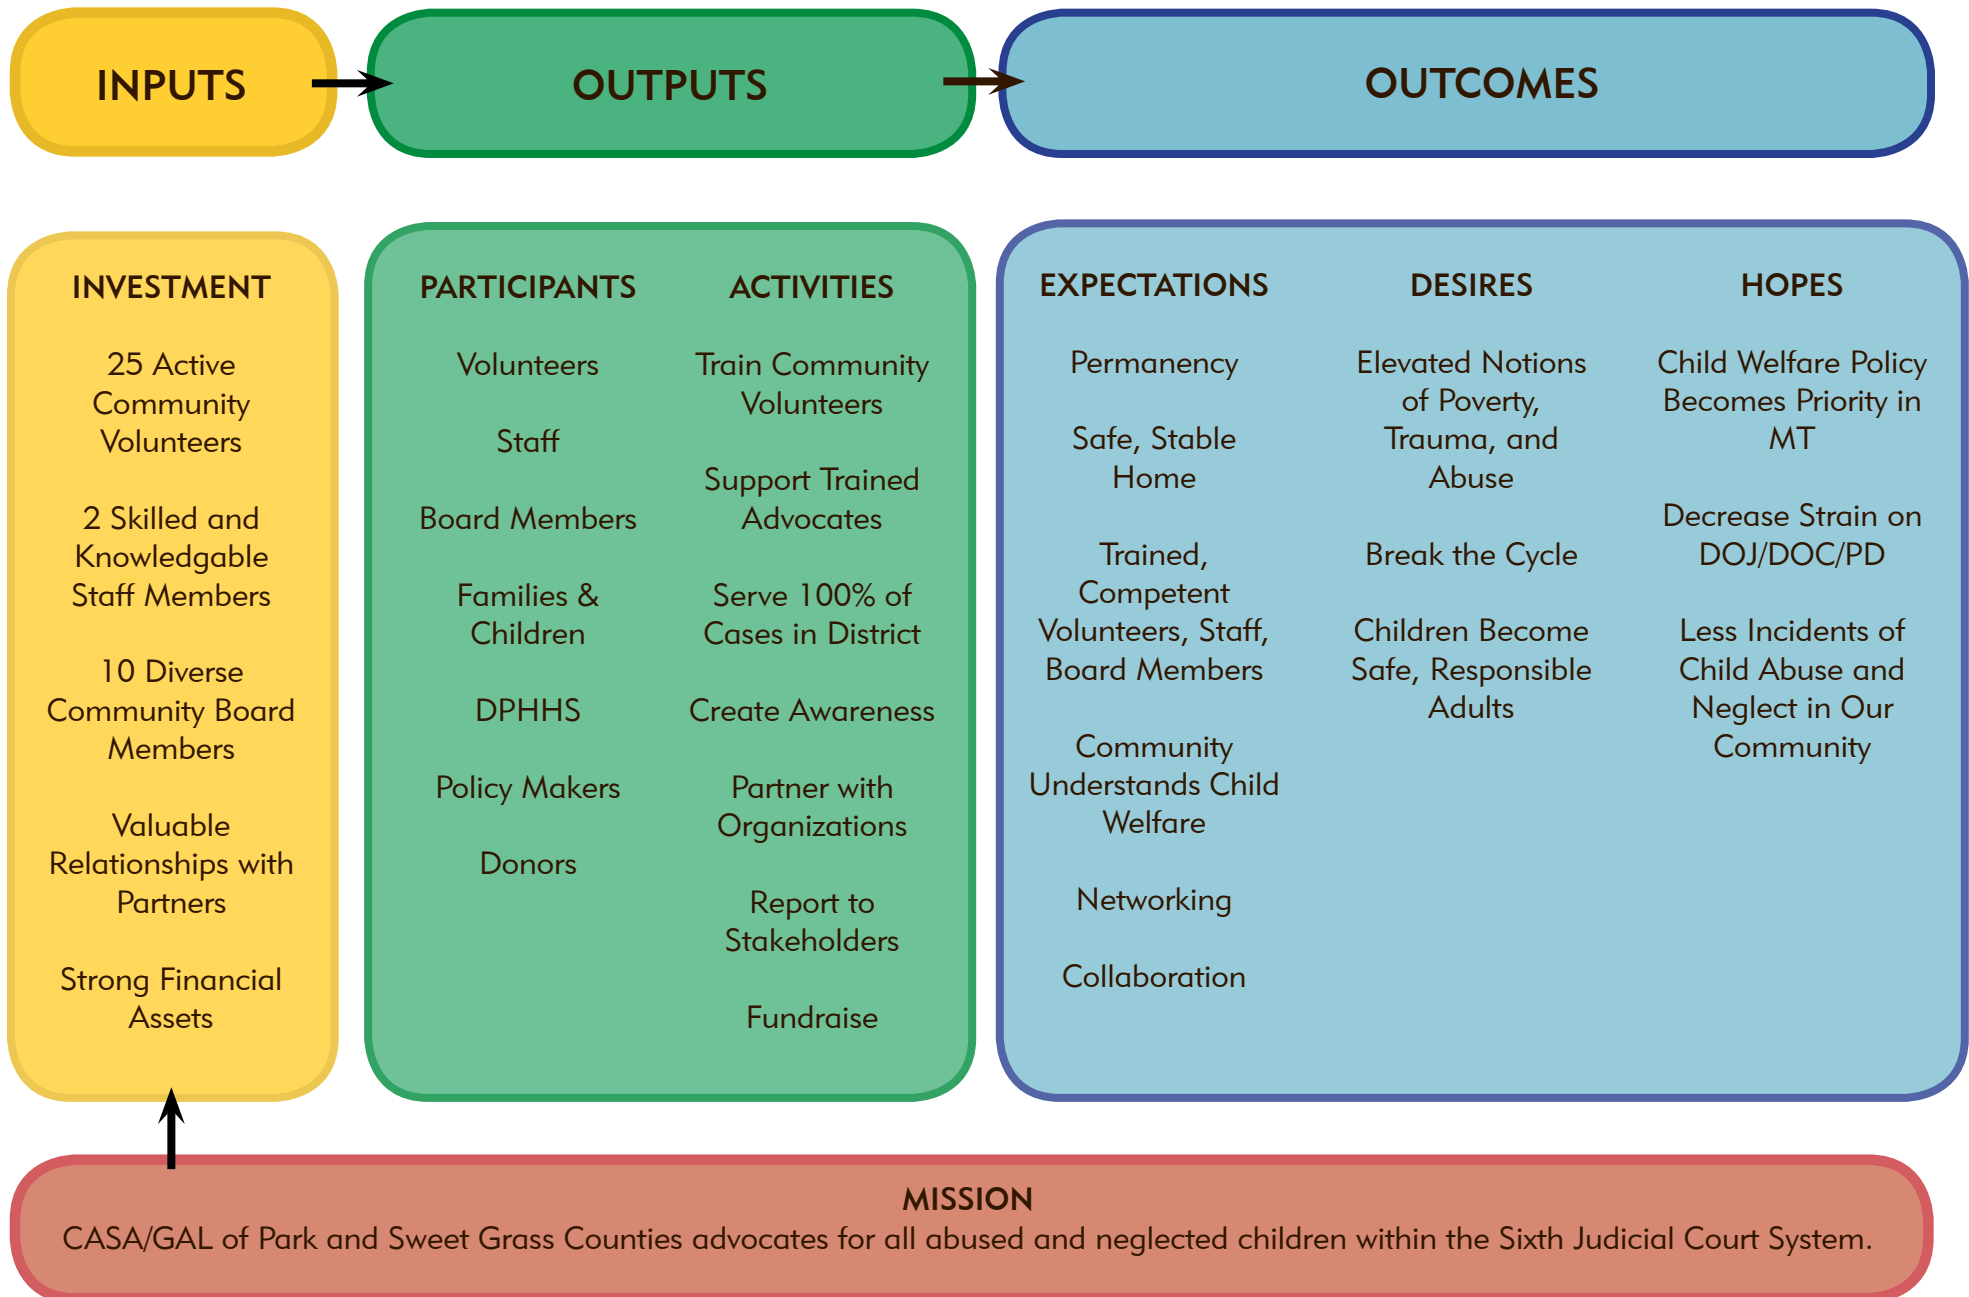 INPUTS
OUTPUTS
OUTCOMES
INVESTMENT
25 Active
Community
Volunteers
2 Skilled and
Knowledgable
Staff Members
10 Diverse
Community Board
Members
Valuable
Relationships with
Partners
Strong Financial
Assets
PARTICIPANTS
Volunteers
Staff
Board Members
Families &
Children
DPHHS
Policy Makers
Donors
ACTIVITIES
Train Community
Volunteers
Support Trained
Advocates
Serve 100% of
Cases in District
Create Awareness
Partner with
Organizations
Report to
Stakeholders
Fundraise
EXPECTATIONS
Permanency
Safe, Stable
Home
Trained,
Competent
Volunteers, Staff,
Board Members
Community
Understands Child
Welfare
Networking
Collaboration
DESIRES
Elevated Notions
of Poverty,
Trauma, and
Abuse
Break the Cycle
Children Become
Safe, Responsible
Adults
HOPES
Child Welfare Policy
Becomes Priority in
MT
Decrease Strain on
DOJ/DOC/PD
Less Incidents of
Child Abuse and
Neglect in Our
Community
MISSION
CASA/GAL of Park and Sweet Grass Counties advocates for all abused and neglected children within the Sixth Judicial Court System.